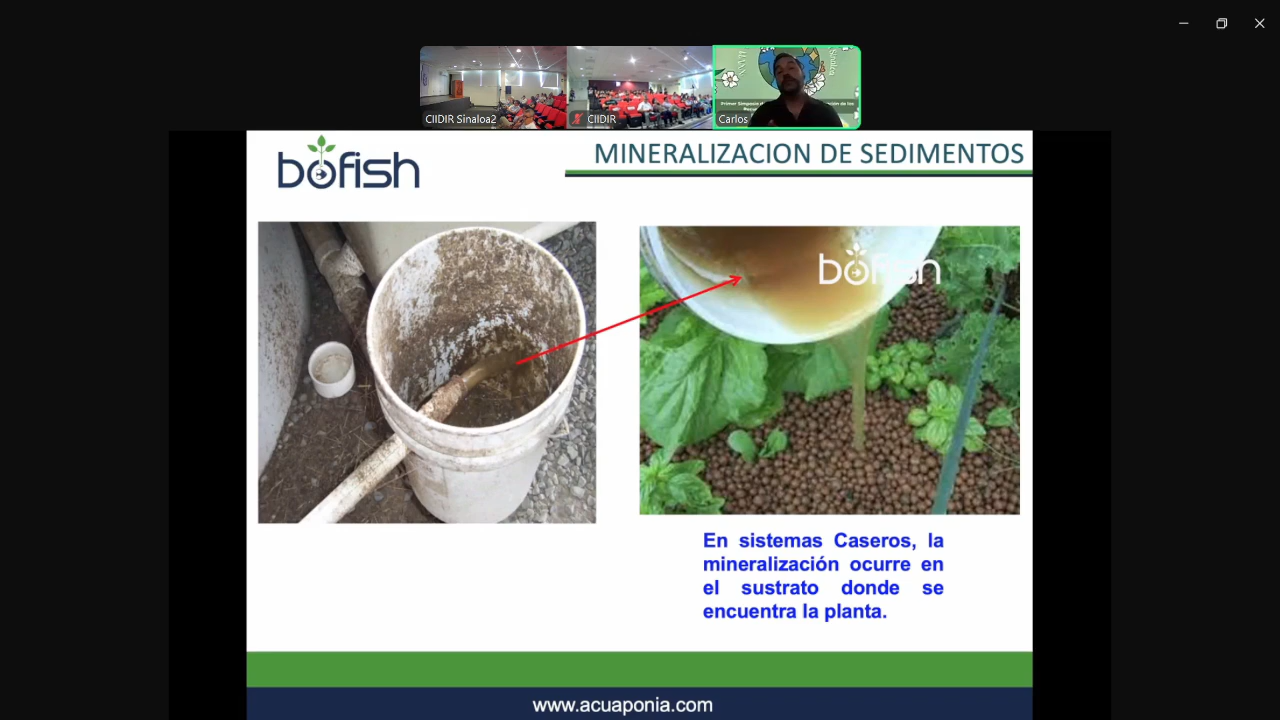 CIIDIR Sinaloa2
CIIDIR
Carlos
Sinaloa
bofish
MINERALIZACION DE SEDIMENTOS
bofish
En sistemas Caseros, la
mineralización ocurre en
el sustrato donde se
encuentra la planta.
www.acuaponia.com